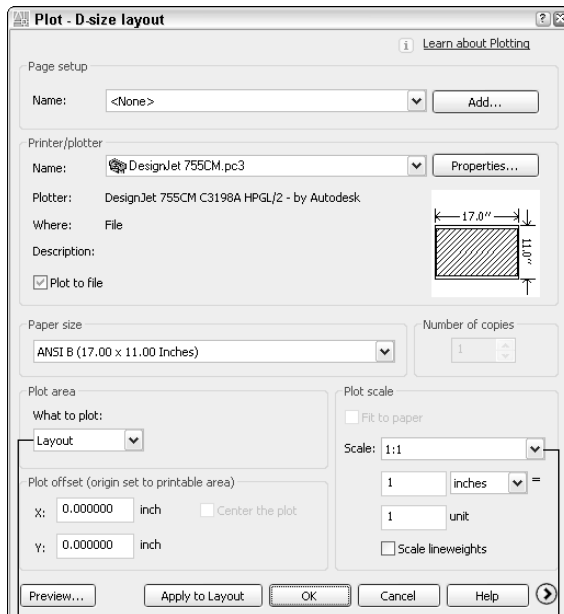 Plot - D-size layout
Learn about Plotting
Page setup
Name: <None> Add...
Printer/plotter
Name: DesignJet 755CM.pc3 Properties...
Plotter: DesignJet 755CM C3198A HPGL/2 - by Autodesk
Where: File
Description:
Plot to file
17.0"
11.0"
Paper size
ANSI B (17.00 x 11.00 Inches)
Number of copies
1
Plot area
What to plot:
Layout
Plot offset (origin set to printable area)
X: 0.000000 inch Center the plot
Y: 0.000000 inch
Plot scale
Fit to paper
Scale: 1:1
1 inches =
1 unit
Scale lineweights
Preview... Apply to Layout OK Cancel Help